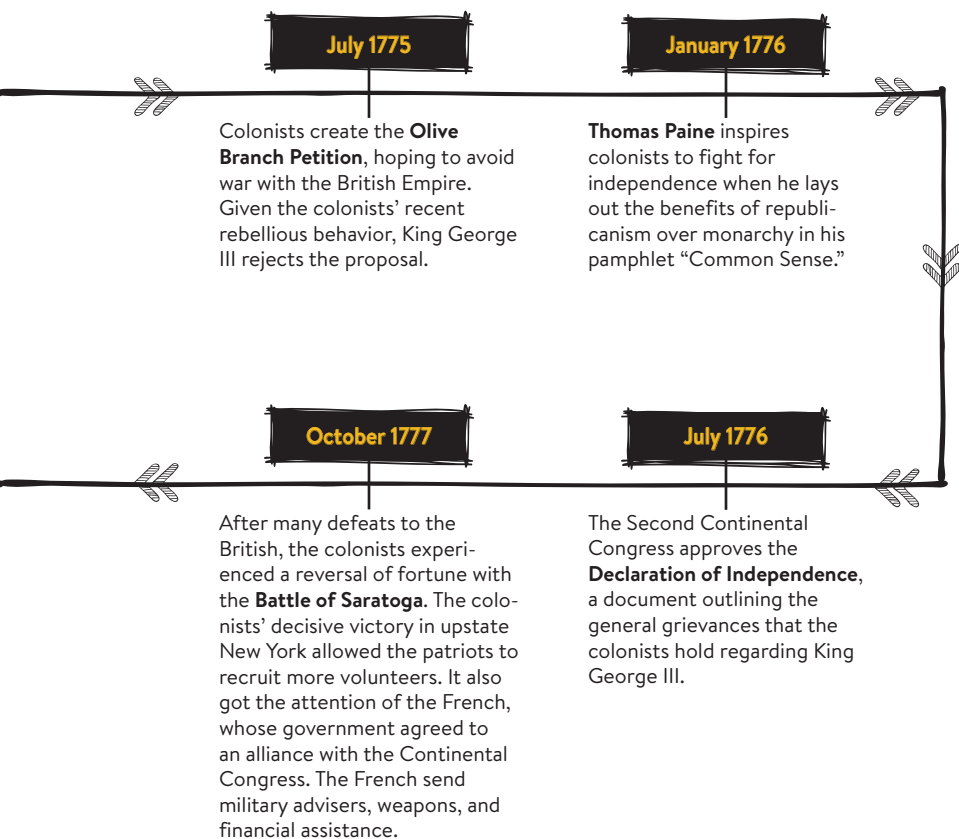 July 1775
Colonists create the Olive
Branch Petition, hoping to avoid
war with the British Empire.
Given the colonists' recent
rebellious behavior, King George
III rejects the proposal.
January 1776
Thomas Paine inspires
colonists to fight for
independence when he lays
out the benefits of republi-
canism over monarchy in his
pamphlet “Common Sense.”
July 1776
The Second Continental
Congress approves the
Declaration of Independence,
a document outlining the
general grievances that the
colonists hold regarding King
George III.
October 1777
After many defeats to the
British, the colonists experi-
enced a reversal of fortune with
the Battle of Saratoga. The colo-
nists’ decisive victory in upstate
New York allowed the patriots to
recruit more volunteers. It also
got the attention of the French,
whose government agreed to
an alliance with the Continental
Congress. The French send
military advisers, weapons, and
financial assistance.